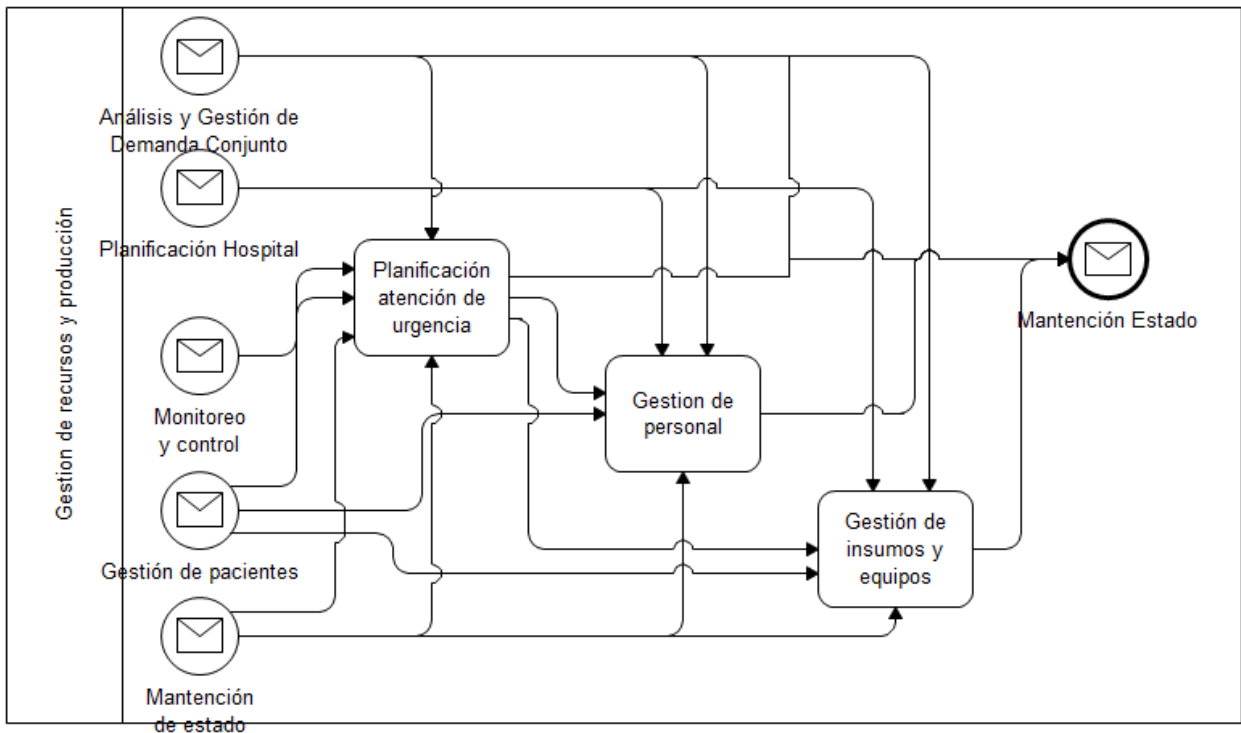 Gestion de recursos y producción
Análisis y Gestión de
Demanda Conjunto
Planificación Hospital
Monitoreo
y control
Gestión de pacientes
Mantención
de estado
Planificación
atención de
urgencia
Gestion de
personal
Gestión de
insumos y
equipos
Mantención Estado